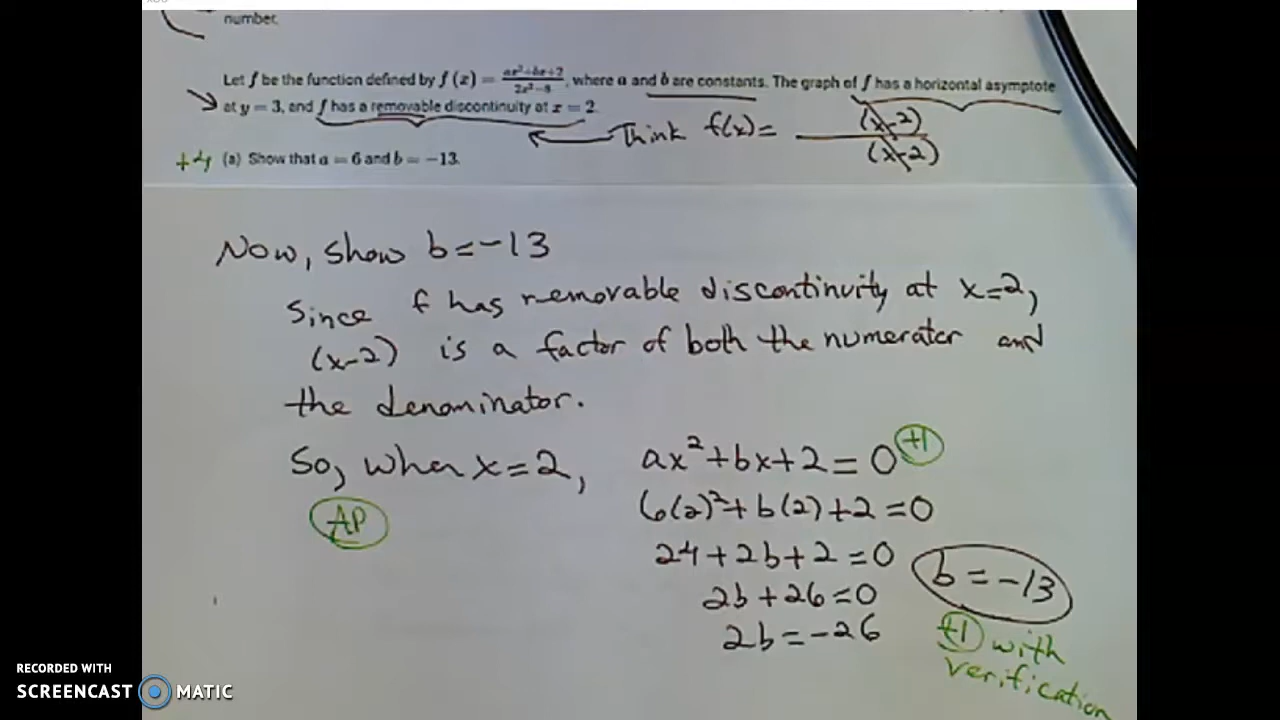 number.
Let f be the function defined by f(x) = (ax²+bx+2)/(2x²−8), where a and b are constants. The graph of f has a horizontal asymptote
at y = 3, and f has a removable discontinuity at x = 2.
Think f(x) = (x-2)/(x-2)
+4 (a) Show that a = 6 and b = −13.
Now, show b = -13
Since f has removable discontinuity at x=2,
(x-2) is a factor of both the numerator and
the denominator.
So, when x=2, ax²+bx+2=0 +1
AP 6(2)²+b(2)+2=0
24+2b+2=0
b=-13
2b+26=0
2b=-26
+1 with
verification
RECORDED WITH
SCREENCAST MATIC